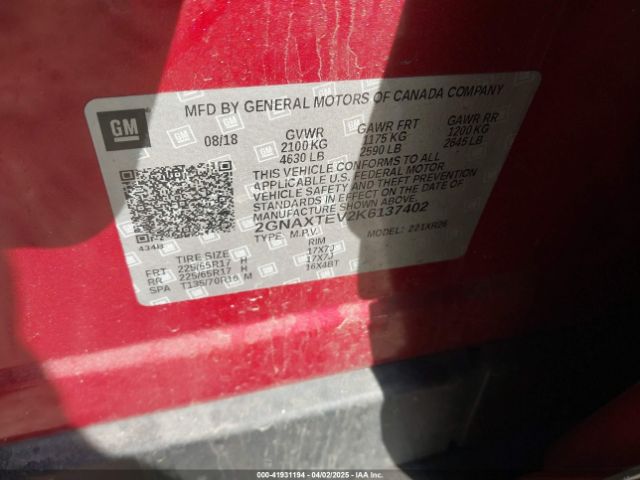 MFD BY GENERAL MOTORS OF CANADA COMPANY
GM
08/18
GVWR GAWR FRT GAWR RR
2100 KG 1175 KG 1200 KG
4630 LB 2590 LB 2645 LB
THIS VEHICLE CONFORMS TO ALL
APPLICABLE U.S. FEDERAL MOTOR
VEHICLE SAFETY AND THEFT PREVENTION
STANDARDS IN EFFECT ON THE DATE OF
MANUFACTURE SHOWN ABOVE.
2GNAXTEV2K6137402
TYPE: M.P.V. MODEL: 221XR26
TIRE SIZE RIM
FRT 225/65R17 H 17X7J
RR 225/65R17 H 17X7J
SPA T135/70R16 M 16X4BT
000-41931194 - 04/02/2025 - IAA Inc.